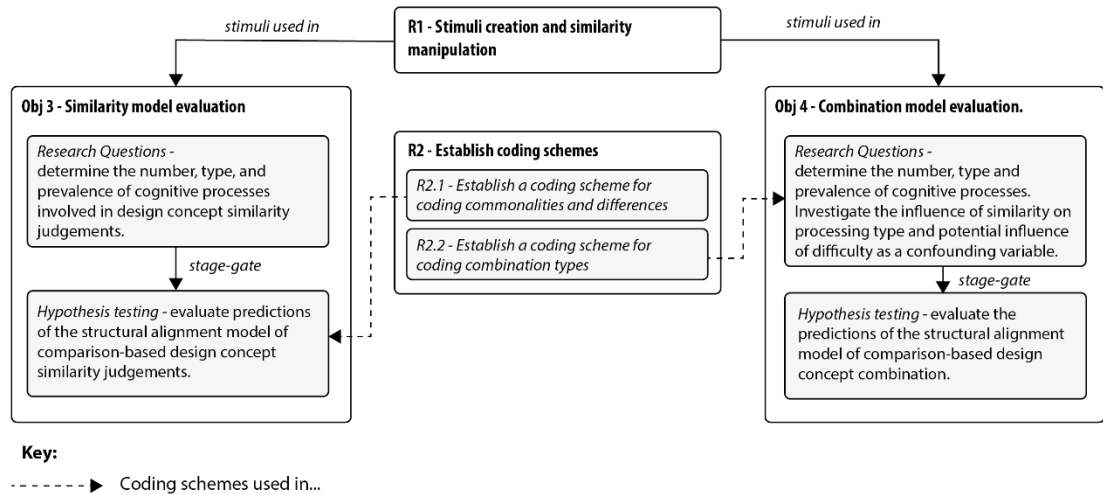 stimuli used in
R1 - Stimuli creation and similarity
manipulation
stimuli used in
Obj 3 - Similarity model evaluation
Research Questions -
determine the number, type, and
prevalence of cognitive processes
involved in design concept similarity
judgements.
stage-gate
Hypothesis testing - evaluate predictions
of the structural alignment model of
comparison-based design concept
similarity judgements.
R2 - Establish coding schemes
R2.1 - Establish a coding scheme for
coding commonalities and differences
R2.2 - Establish a coding scheme for
coding combination types
Obj 4 - Combination model evaluation.
Research Questions -
determine the number, type and
prevalence of cognitive processes.
Investigate the influence of similarity on
processing type and potential influence
of difficulty as a confounding variable.
stage-gate
Hypothesis testing - evaluate the
predictions of the structural alignment
model of comparison-based design
concept combination.
Key:
Coding schemes used in...